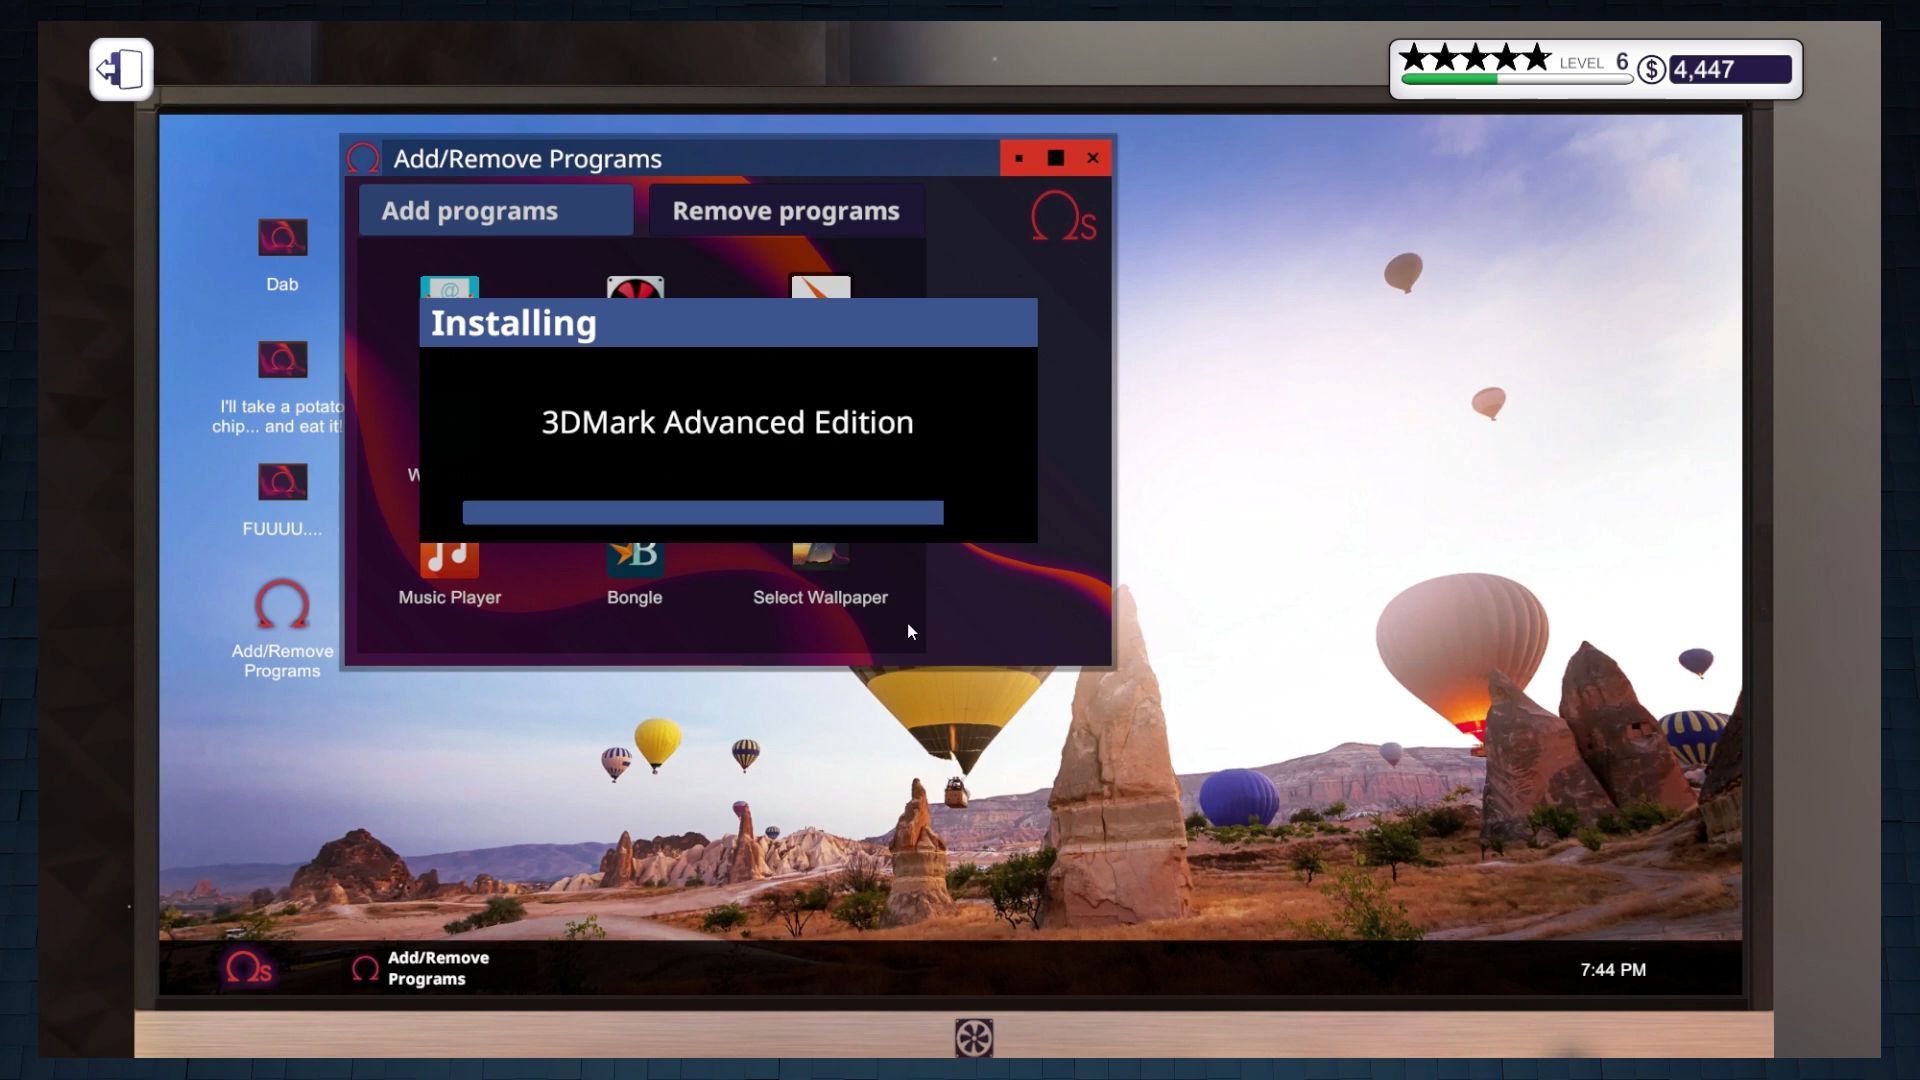 LEVEL 6
$ 4,447
Add/Remove Programs
Add programs
Remove programs
Ωs
Dab
I'll take a potato
chip... and eat it!
FUUUU....
Add/Remove
Programs
@
Installing
3DMark Advanced Edition
W
B
Music Player
Bongle
Select Wallpaper
Ωs
Add/Remove
Programs
7:44 PM